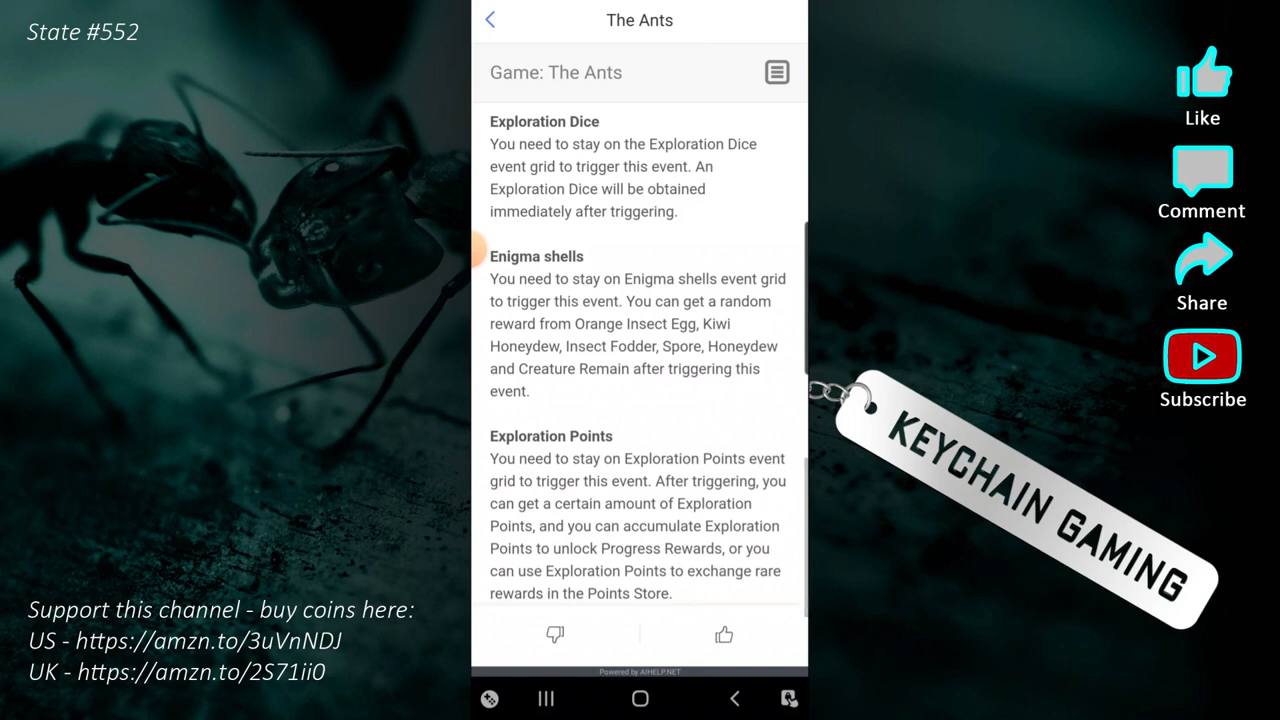 State #552
The Ants
Game: The Ants
Exploration Dice
You need to stay on the Exploration Dice
event grid to trigger this event. An
Exploration Dice will be obtained
immediately after triggering.
Enigma shells
You need to stay on Enigma shells event grid
to trigger this event. You can get a random
reward from Orange Insect Egg, Kiwi
Honeydew, Insect Fodder, Spore, Honeydew
and Creature Remain after triggering this
event.
Exploration Points
You need to stay on Exploration Points event
grid to trigger this event. After triggering, you
can get a certain amount of Exploration
Points, and you can accumulate Exploration
Points to unlock Progress Rewards, or you
can use Exploration Points to exchange rare
rewards in the Points Store.
Powered by AIHELP.NET
Like
Comment
Share
Subscribe
KEYCHAIN GAMING
Support this channel - buy coins here:
US - https://amzn.to/3uVnNDJ
UK - https://amzn.to/2S71ii0